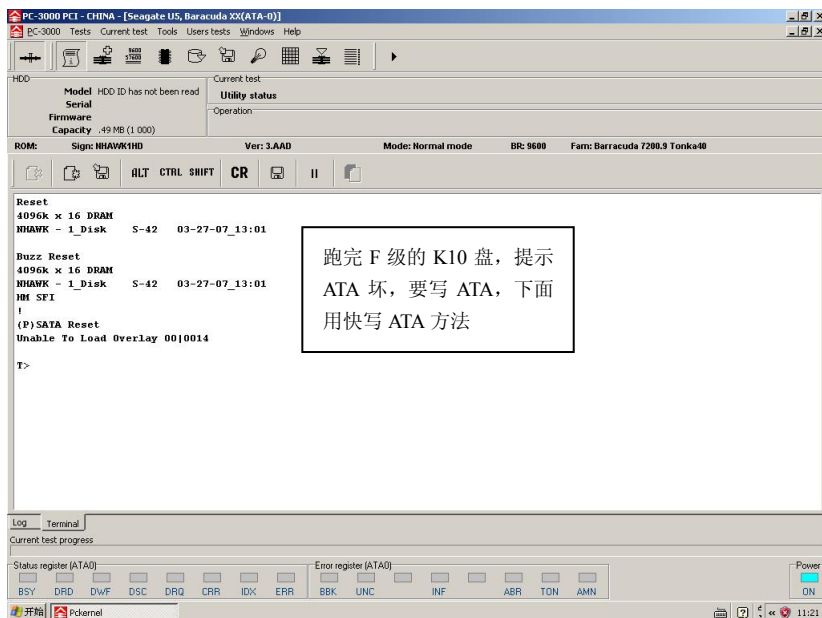 PC-3000 PCI - CHINA - [Seagate U5, Baracuda XX(ATA-0)]
PC-3000 Tests Current test Tools Users tests Windows Help
HDD
Model HDD ID has not been read
Serial
Firmware
Capacity .49 MB (1 000)
Current test
Utility status
Operation
ROM: Sign: NHAWK1HD Ver: 3.AAD Mode: Normal mode BR: 9600 Fam: Barracuda 7200.9 Tonka40
ALT CTRL SHIFT CR
Reset
4096k x 16 DRAM
NHAWK - 1_Disk S-42 03-27-07_13:01
Buzz Reset
4096k x 16 DRAM
NHAWK - 1_Disk S-42 03-27-07_13:01
HM SFI
!
(P)SATA Reset
Unable To Load Overlay 00|0014
T>
跑完 F 级的 K10 盘，提示
ATA 坏，要写 ATA，下面
用快写 ATA 方法
Log Terminal
Current test progress
Status register (ATA0)
BSY DRD DWF DSC DRQ CRR IDX ERR
Error register (ATA0)
BBK UNC INF ABR TON AMN
Power
ON
开始 Pckernel 11:21